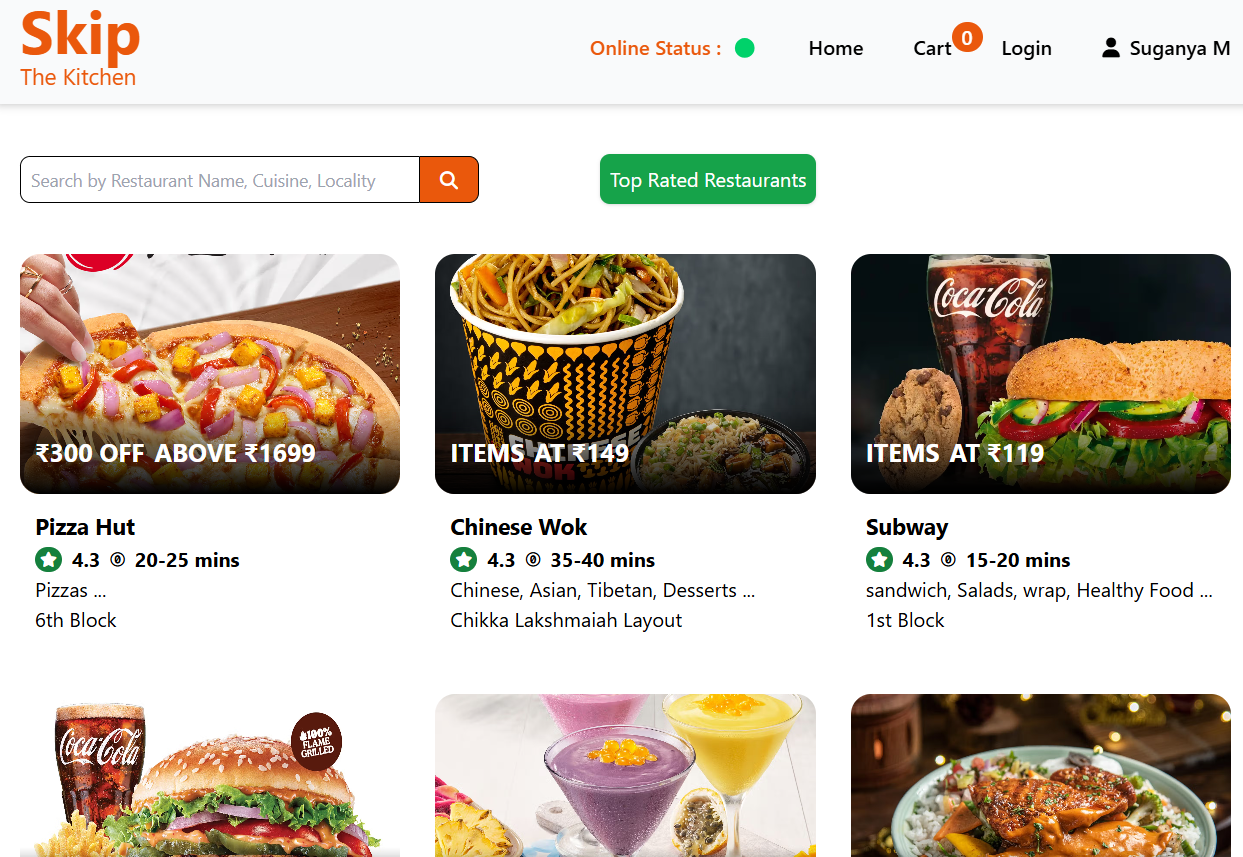 Skip
The Kitchen
Online Status :
Home
Cart
0
Login
Suganya M
Search by Restaurant Name, Cuisine, Locality
Top Rated Restaurants
₹300 OFF ABOVE ₹1699
Pizza Hut
4.3 20-25 mins
Pizzas ...
6th Block
CHINESE
WOK
ITEMS AT ₹149
Chinese Wok
4.3 35-40 mins
Chinese, Asian, Tibetan, Desserts ...
Chikka Lakshmaiah Layout
Coca-Cola
ITEMS AT ₹119
Subway
4.3 15-20 mins
sandwich, Salads, wrap, Healthy Food ...
1st Block
Coca-Cola
100%
FLAME
GRILLED